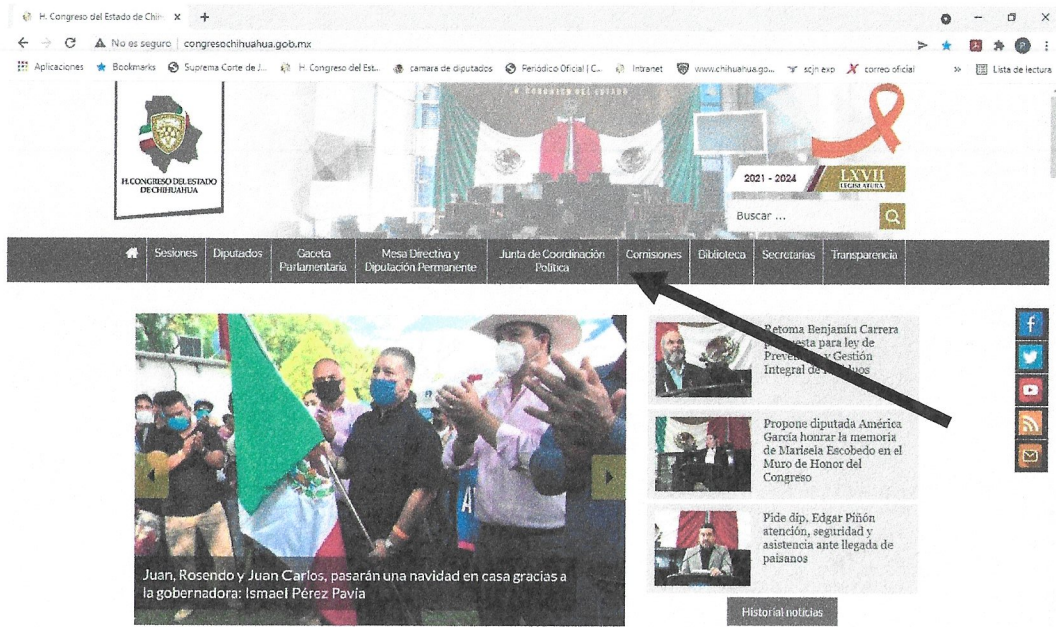 H. Congreso del Estado de Chih
No es seguro | congresochihuahua.gob.mx
Aplicaciones Bookmarks Suprema Corte de J... H. Congreso del Est... camara de diputados Periódico Oficial | C... Intranet www.chihuahua.go... scjn exp correo oficial » Lista de lectura
H. CONGRESO DEL ESTADO
H. CONGRESO DEL ESTADO
DE CHIHUAHUA
2021 - 2024 LXVII
LEGISLATURA
Buscar ...
Sesiones Diputados Gaceta Parlamentaria Mesa Directiva y Diputación Permanente Junta de Coordinación Política Comisiones Biblioteca Secretarías Transparencia
Juan, Rosendo y Juan Carlos, pasarán una navidad en casa gracias a
la gobernadora: Ismael Pérez Pavía
Retoma Benjamín Carrera
para ley de
y Gestión
Integral de
Propone diputada América
García honrar la memoria
de Marisela Escobedo en el
Muro de Honor del
Congreso
Pide dip. Edgar Piñón
atención, seguridad y
asistencia ante llegada de
paisanos
Historial noticias